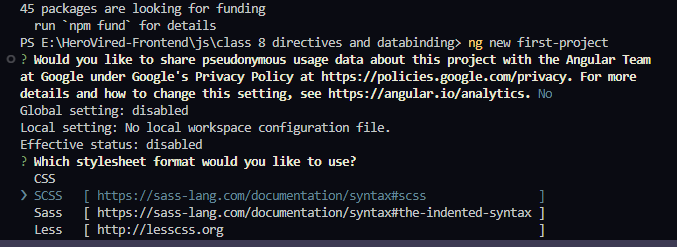 45 packages are looking for funding
run `npm fund` for details
PS E:\HeroVired-Frontend\js\class 8 directives and databinding> ng new first-project
? Would you like to share pseudonymous usage data about this project with the Angular Team
at Google under Google's Privacy Policy at https://policies.google.com/privacy. For more
details and how to change this setting, see https://angular.io/analytics. No
Global setting: disabled
Local setting: No local workspace configuration file.
Effective status: disabled
? Which stylesheet format would you like to use?
CSS
❯ SCSS [ https://sass-lang.com/documentation/syntax#scss ]
Sass [ https://sass-lang.com/documentation/syntax#the-indented-syntax ]
Less [ http://lesscss.org ]